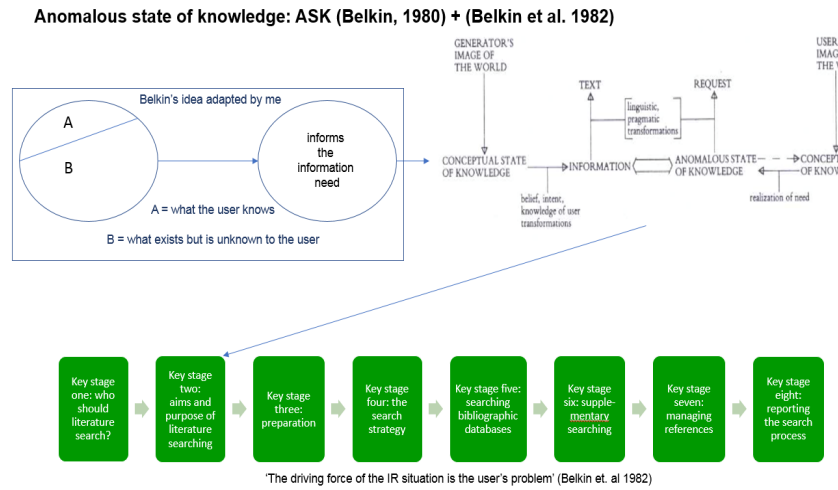 Anomalous state of knowledge: ASK (Belkin, 1980) + (Belkin et al. 1982)
Belkin's idea adapted by me
A
B
informs
the
information
need
A = what the user knows
B = what exists but is unknown to the user
GENERATOR'S
IMAGE OF
THE WORLD
USER
IMAG
THE
TEXT
REQUEST
linguistic,
pragmatic
transformations
CONCEPTUAL STATE
OF KNOWLEDGE
INFORMATION
ANOMALOUS STATE
OF KNOWLEDGE
CONCEPT
OF KNOW
belief, intent,
knowledge of user
transformations
realization of need
Key stage
one: who
should
literature
search?
Key stage
two:
aims and
purpose of
literature
searching
Key stage
three:
preparation
Key stage
four: the
search
strategy
Key stage five:
searching
bibliographic
databases
Key stage
six: supple-
mentary
searching
Key stage
seven:
managing
references
Key stage
eight:
reporting
the search
process
'The driving force of the IR situation is the user's problem' (Belkin et. al 1982)